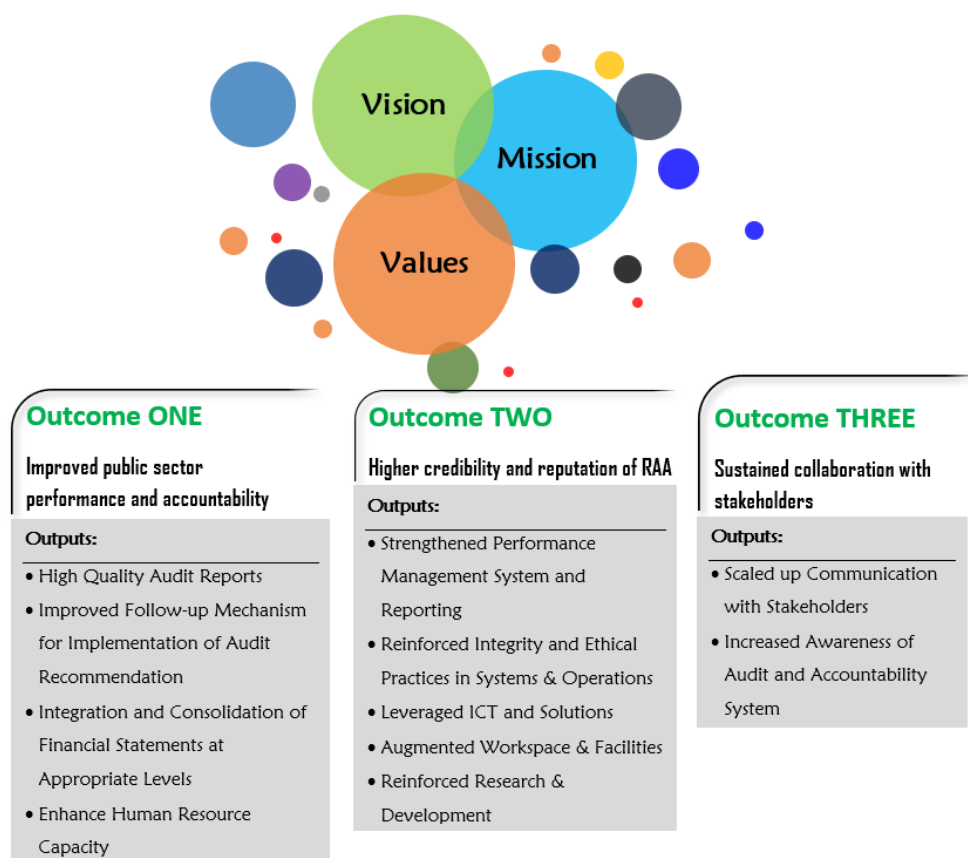 Vision
Mission
Values
Outcome ONE
Improved public sector
performance and accountability
Outputs:
• High Quality Audit Reports
• Improved Follow-up Mechanism
for Implementation of Audit
Recommendation
• Integration and Consolidation of
Financial Statements at
Appropriate Levels
• Enhance Human Resource
Capacity
Outcome TWO
Higher credibility and reputation of RAA
Outputs:
• Strengthened Performance
Management System and
Reporting
• Reinforced Integrity and Ethical
Practices in Systems & Operations
• Leveraged ICT and Solutions
• Augmented Workspace & Facilities
• Reinforced Research &
Development
Outcome THREE
Sustained collaboration with
stakeholders
Outputs:
• Scaled up Communication
with Stakeholders
• Increased Awareness of
Audit and Accountability
System